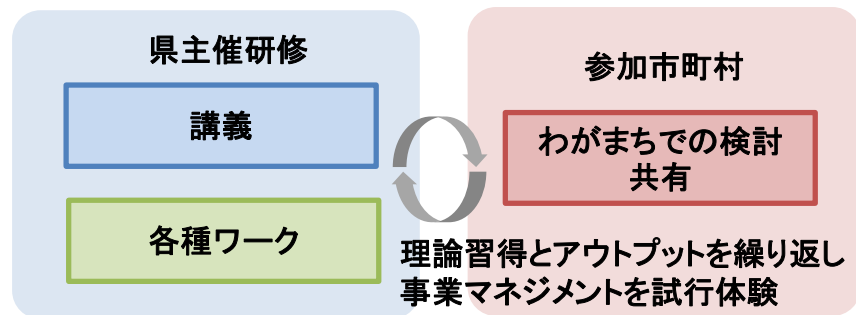 県主催研修
講義
各種ワーク
参加市町村
わがまちでの検討
共有
理論習得とアウトプットを繰り返し
事業マネジメントを試行体験